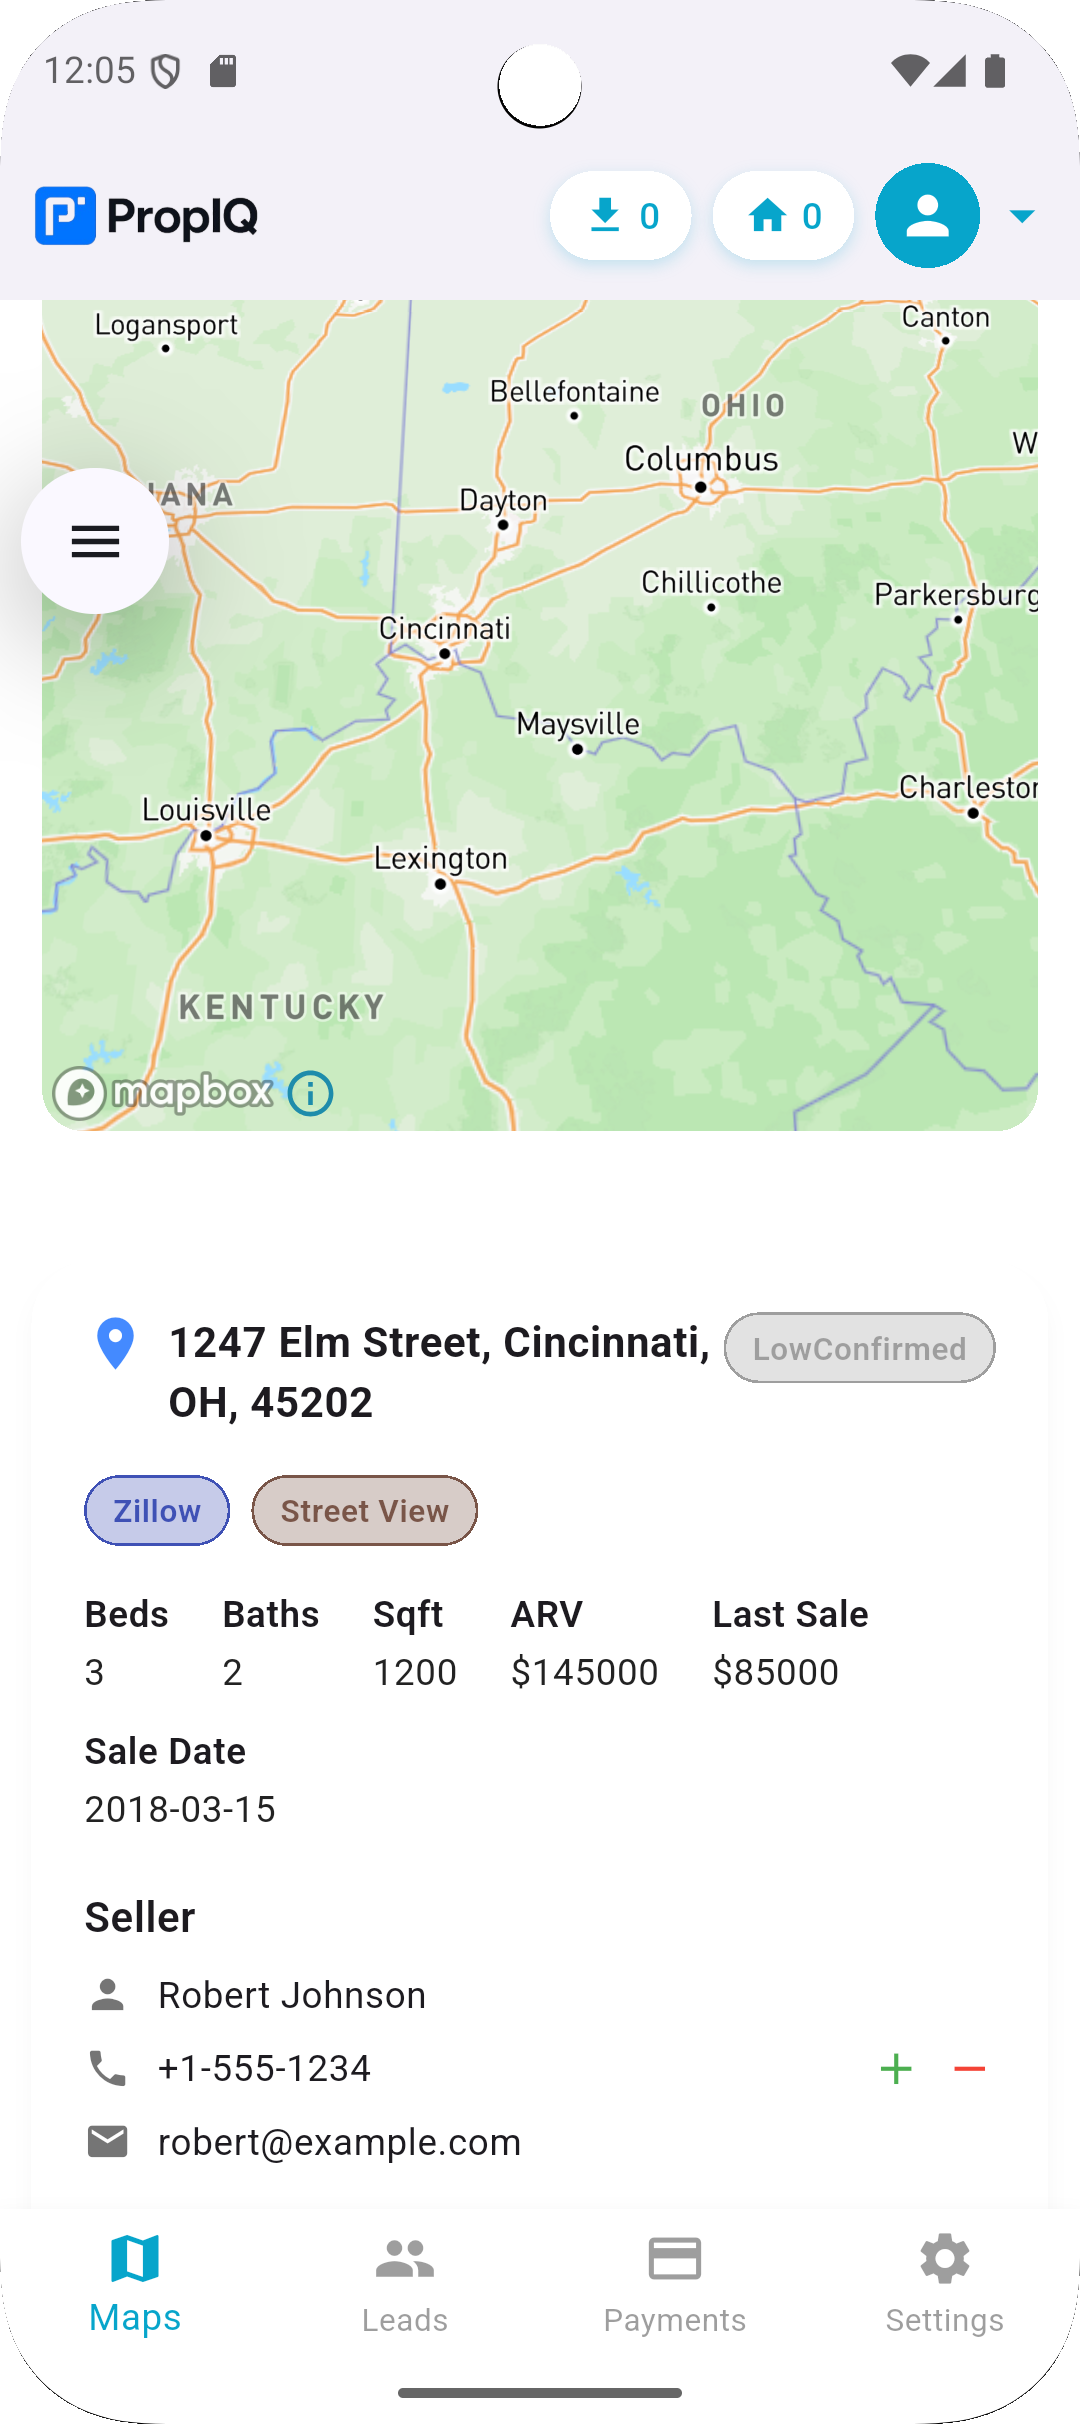 12:05
PropIQ
0
0
Logansport
Canton
Bellefontaine
OHIO
Columbus
W
IANA
Dayton
Chillicothe
Parkersburg
Cincinnati
Maysville
Charleston
Louisville
Lexington
KENTUCKY
mapbox
1247 Elm Street, Cincinnati,
OH, 45202
LowConfirmed
Zillow
Street View
Beds Baths Sqft ARV Last Sale
3 2 1200 $145000 $85000
Sale Date
2018-03-15
Seller
Robert Johnson
+1-555-1234
robert@example.com
Maps Leads Payments Settings